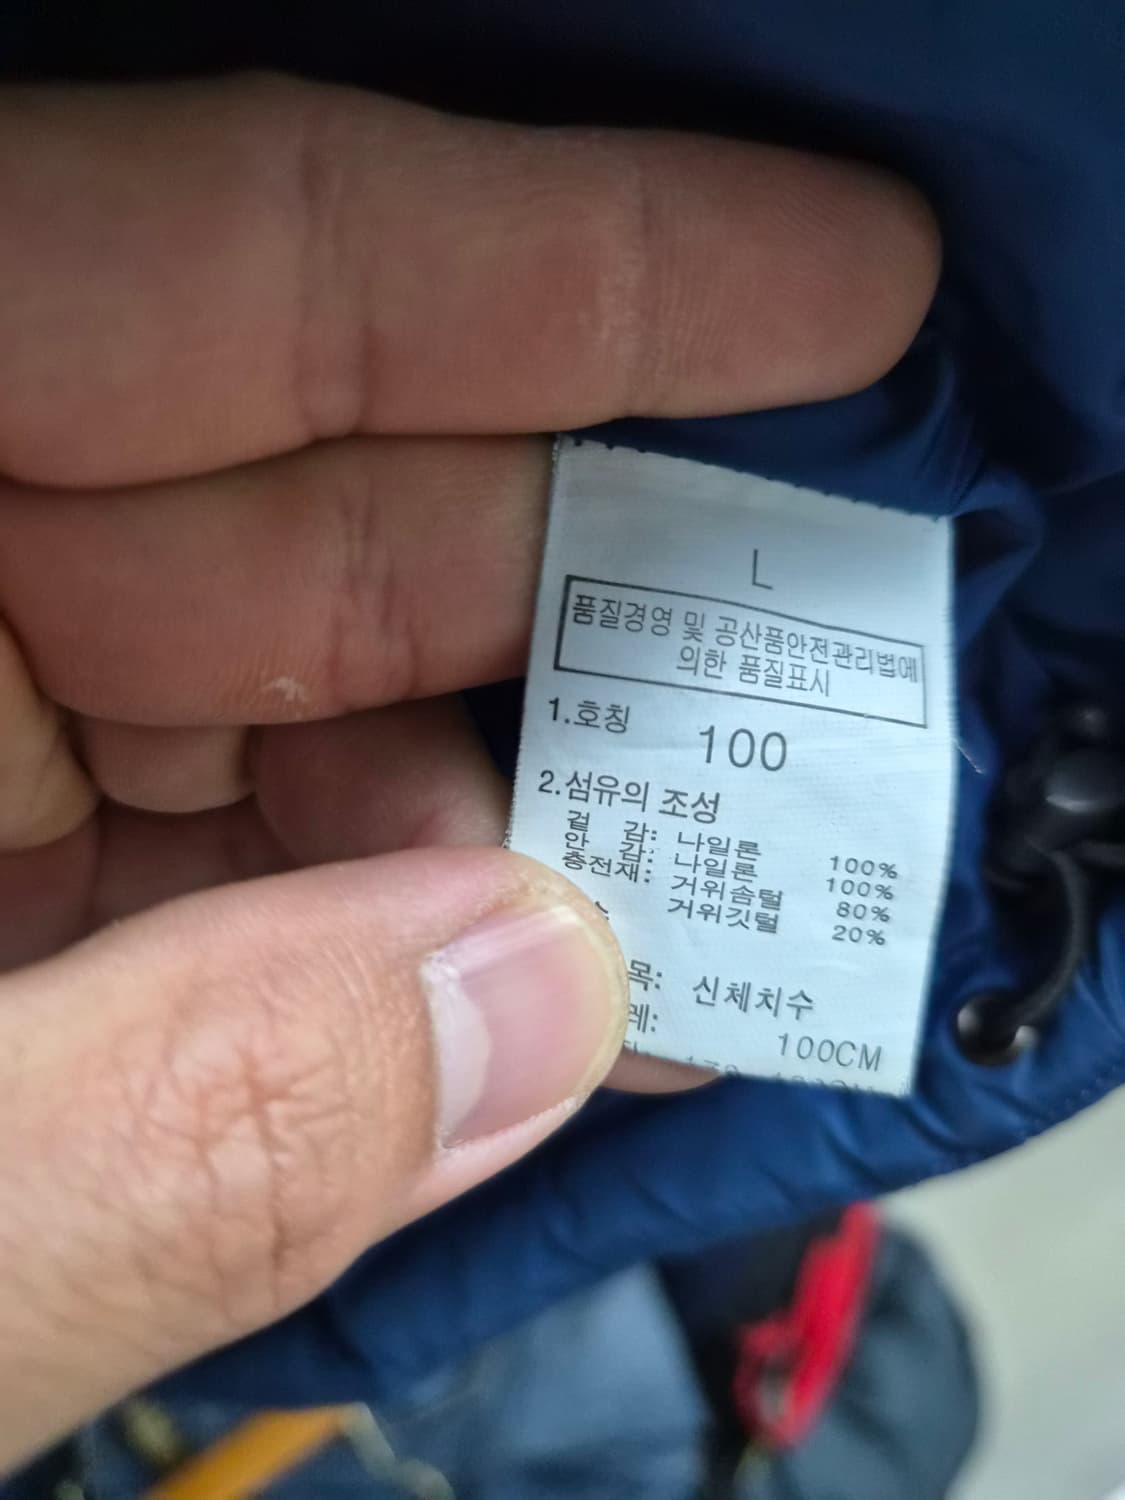 L
품질경영 및 공산품안전관리법에
의한 품질표시
1.호칭 100
2.섬유의 조성
겉 감: 나일론 100%
안 감: 나일론 100%
충전재: 거위솜털 80%
거위깃털 20%
목: 신체치수
레: 100CM